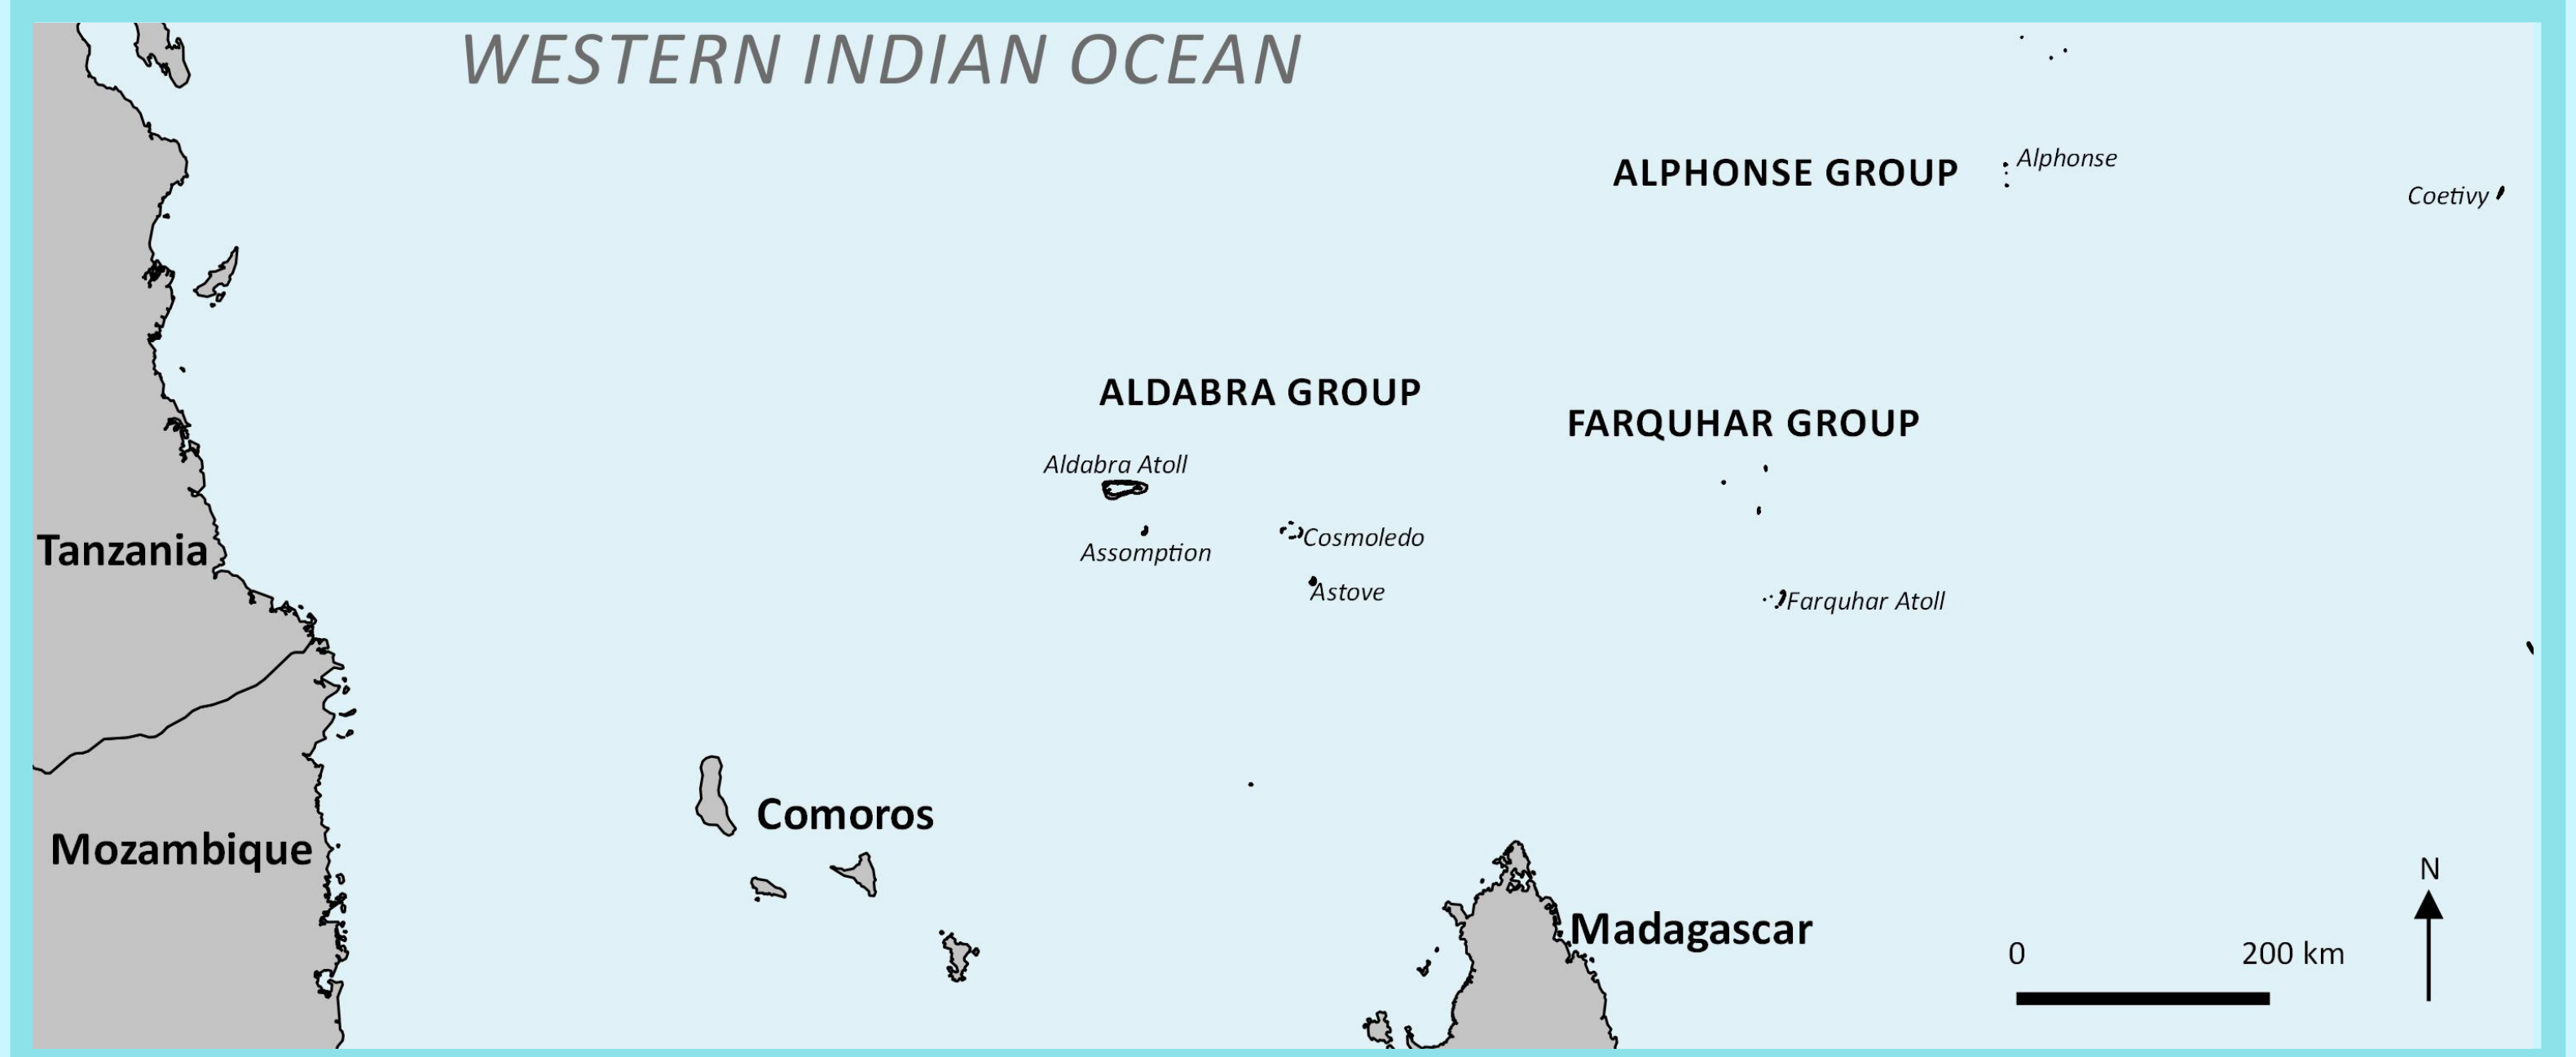 WESTERN INDIAN OCEAN
ALPHONSE GROUP
Alphonse
Coetivy
ALDABRA GROUP
FARQUHAR GROUP
Aldabra Atoll
Assomption
Cosmoledo
Astove
Farquhar Atoll
Tanzania
Comoros
Mozambique
Madagascar
N
0 200 km